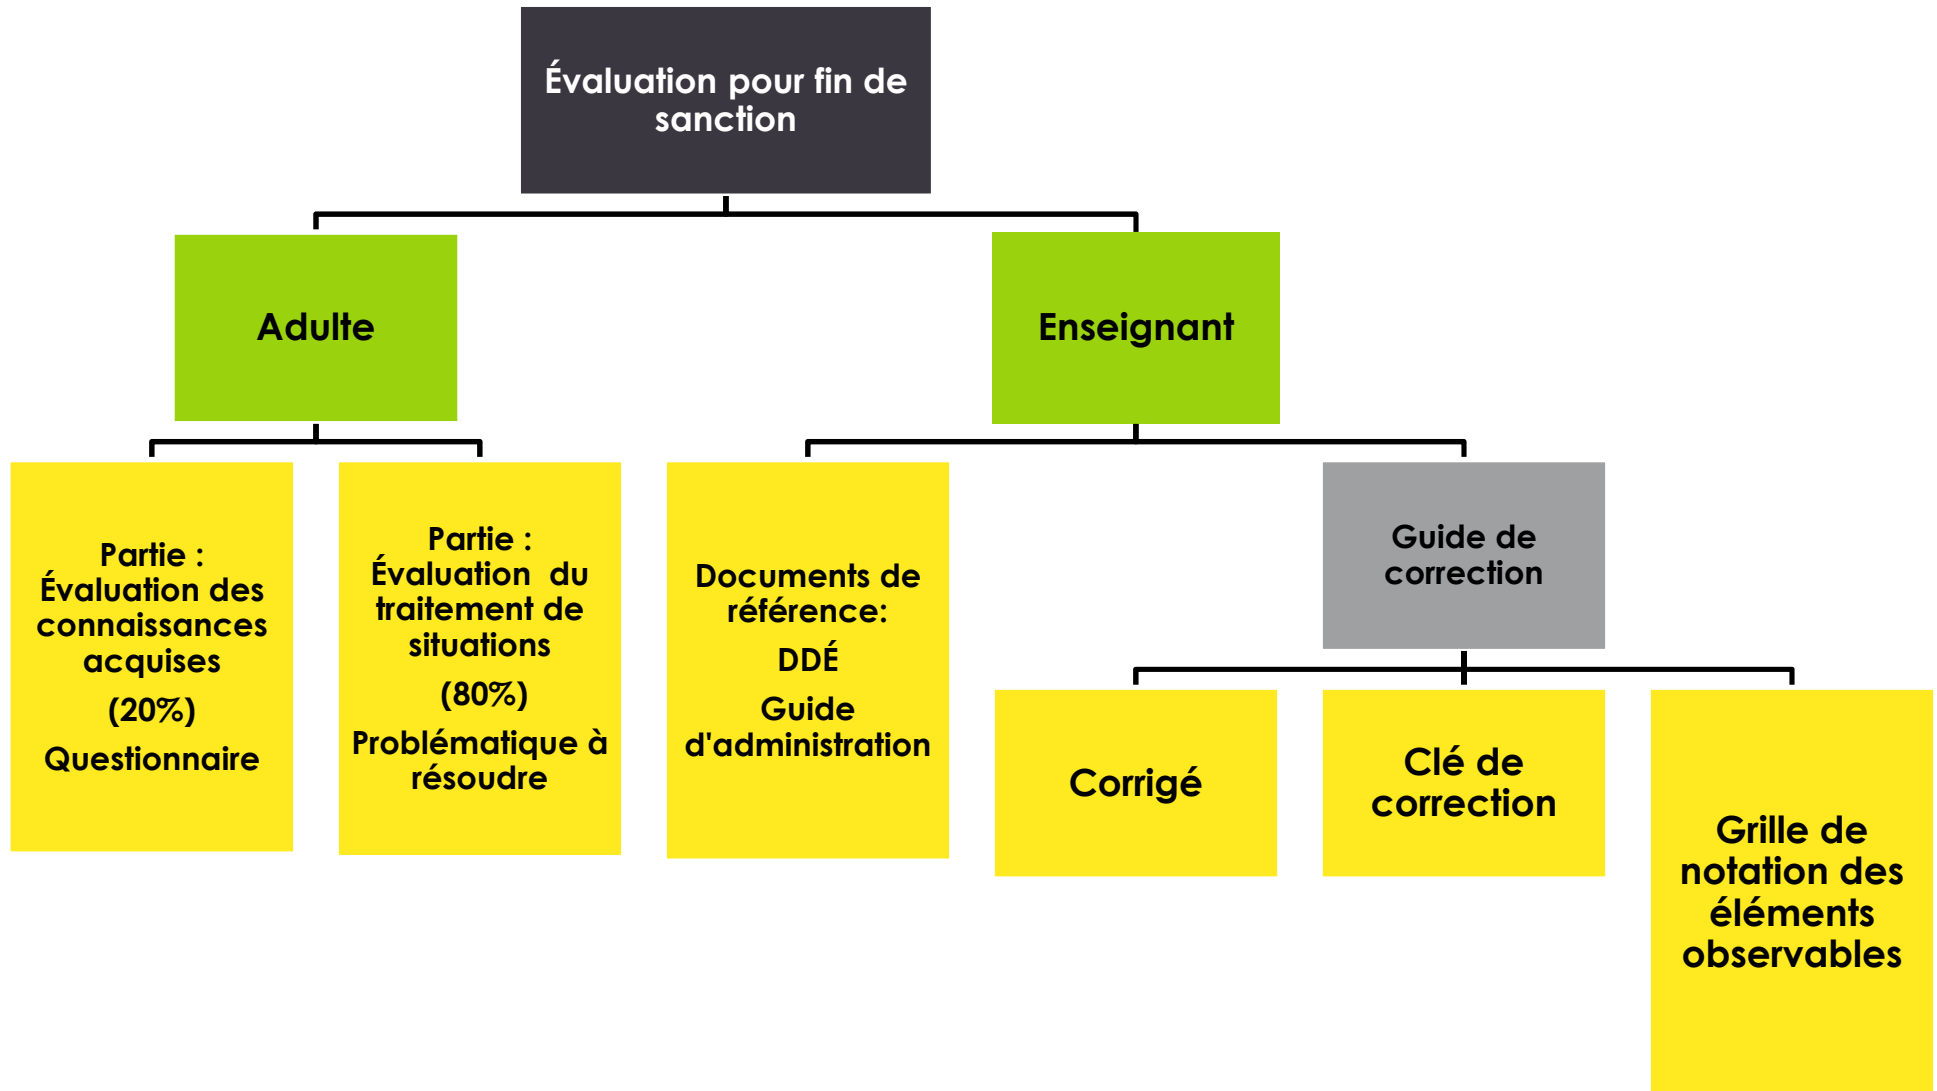 Évaluation pour fin de
sanction
Adulte
Enseignant
Partie :
Évaluation des
connaissances
acquises
(20%)
Questionnaire
Partie :
Évaluation  du
traitement de
situations
(80%)
Problématique à
résoudre
Documents de
référence:
DDÉ
Guide
d'administration
Guide de
correction
Corrigé
Clé de
correction
Grille de
notation des
éléments
observables